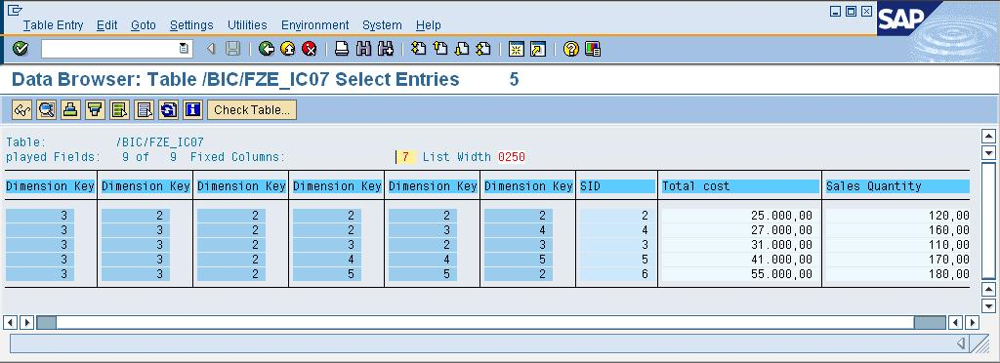 Table Entry Edit Goto Settings Utilities Environment System Help
SAP
Data Browser: Table /BIC/FZE_IC07 Select Entries 5
Check Table...
Table: /BIC/FZE_IC07
played Fields: 9 of 9 Fixed Columns: 7 List Width 0250
Dimension Key Dimension Key Dimension Key Dimension Key Dimension Key Dimension Key SID Total cost Sales Quantity
3 2 2 2 2 2 2 25.000,00 120,00
3 3 2 2 3 4 4 27.000,00 160,00
3 3 2 3 2 3 3 31.000,00 110,00
3 3 2 4 4 5 5 41.000,00 170,00
3 3 2 5 5 2 6 55.000,00 180,00